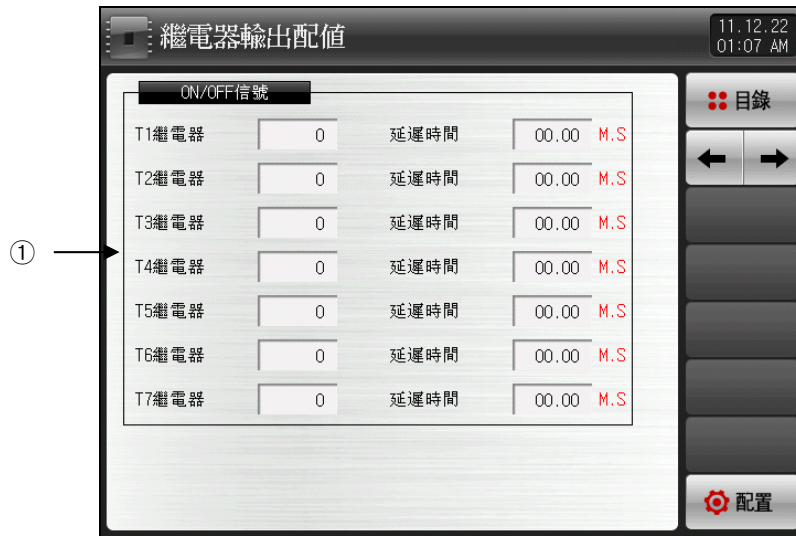 繼電器輸出配値
11.12.22
01:07 AM
ON/OFF信號
目錄
T1繼電器 0 延遲時間 00.00 M.S
T2繼電器 0 延遲時間 00.00 M.S
T3繼電器 0 延遲時間 00.00 M.S
①
T4繼電器 0 延遲時間 00.00 M.S
T5繼電器 0 延遲時間 00.00 M.S
T6繼電器 0 延遲時間 00.00 M.S
T7繼電器 0 延遲時間 00.00 M.S
配置